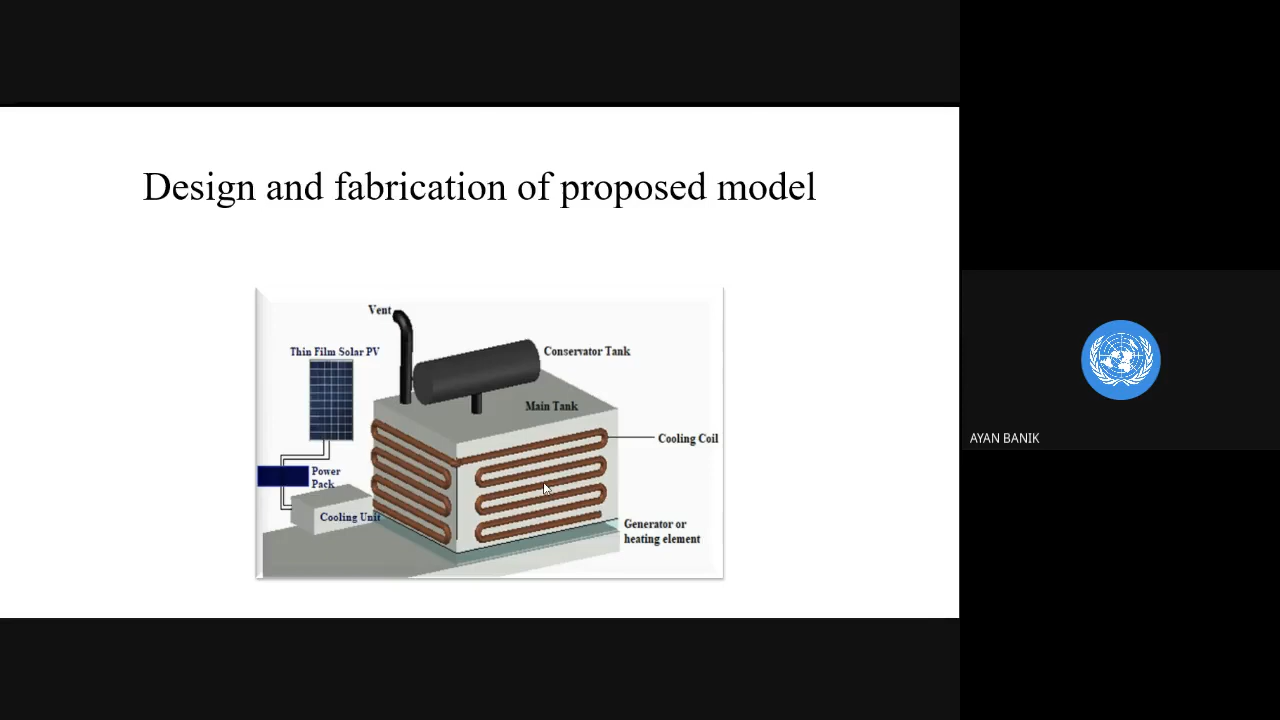 Design and fabrication of proposed model
Vent
Thin Film Solar PV
Conservator Tank
Main Tank
Cooling Coil
Power
Pack
Cooling Unit
Generator or
heating element
AYAN BANIK